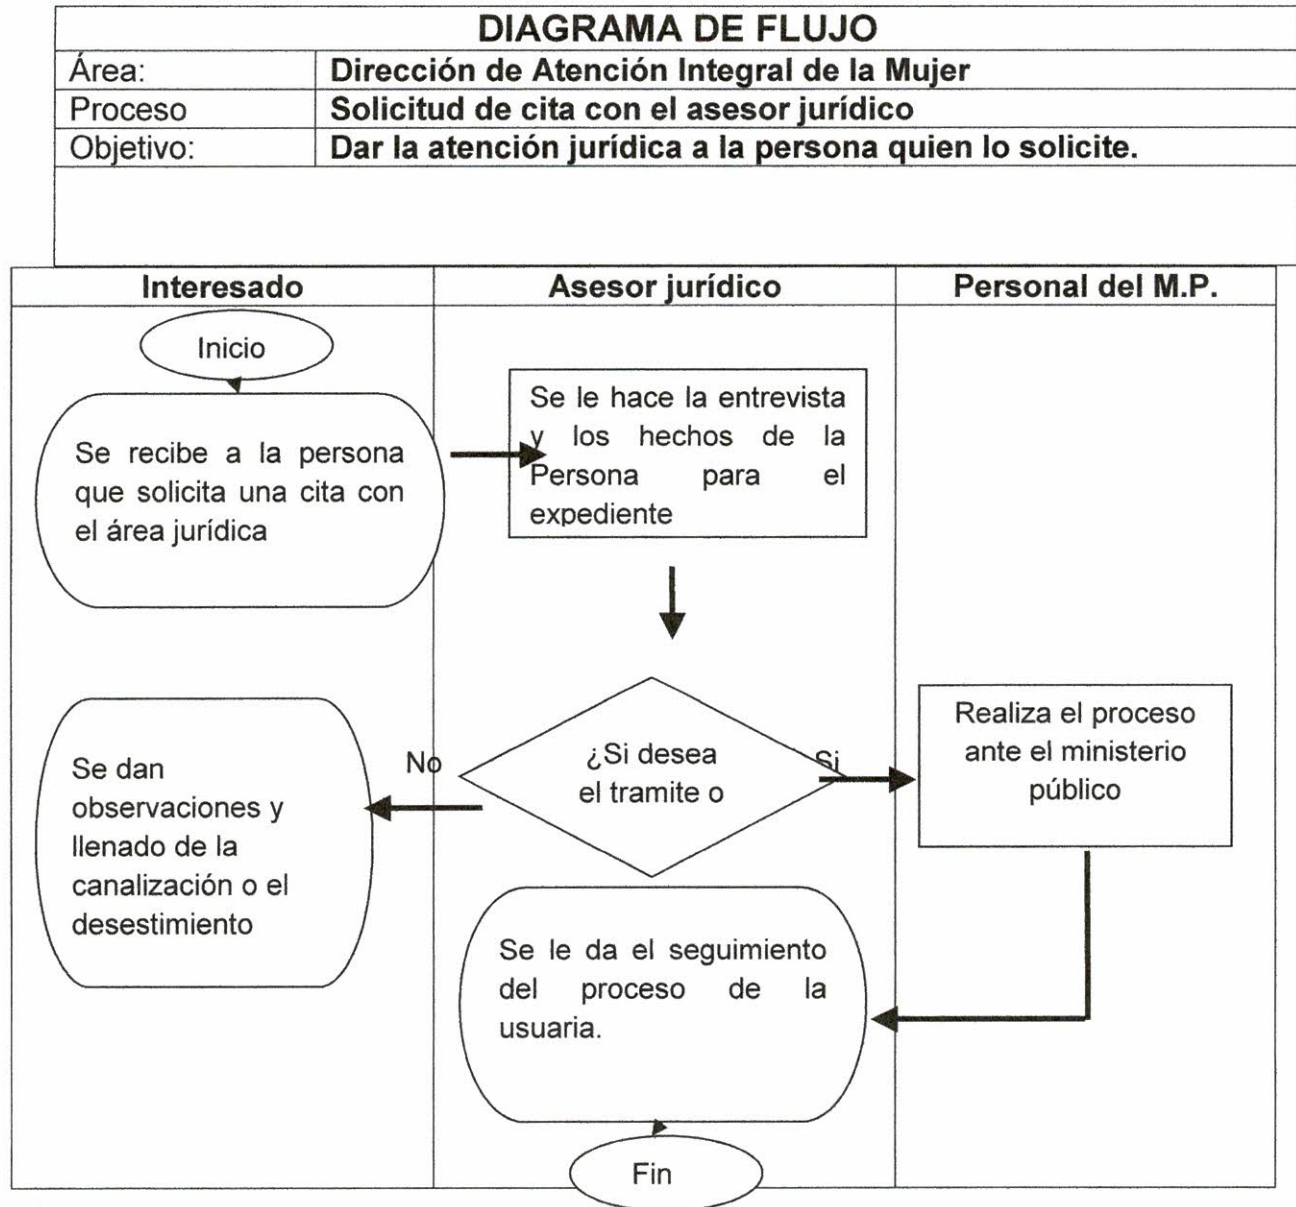 DIAGRAMA DE FLUJO
Área: Dirección de Atención Integral de la Mujer
Proceso Solicitud de cita con el asesor jurídico
Objetivo: Dar la atención jurídica a la persona quien lo solicite.
Interesado Asesor jurídico Personal del M.P.
Inicio
Se recibe a la persona
que solicita una cita con
el área jurídica
Se le hace la entrevista
y los hechos de la
Persona para el
expediente
¿Si desea
el tramite o
No
Si
Se dan
observaciones y
llenado de la
canalización o el
desestimiento
Realiza el proceso
ante el ministerio
público
Se le da el seguimiento
del proceso de la
usuaria.
Fin